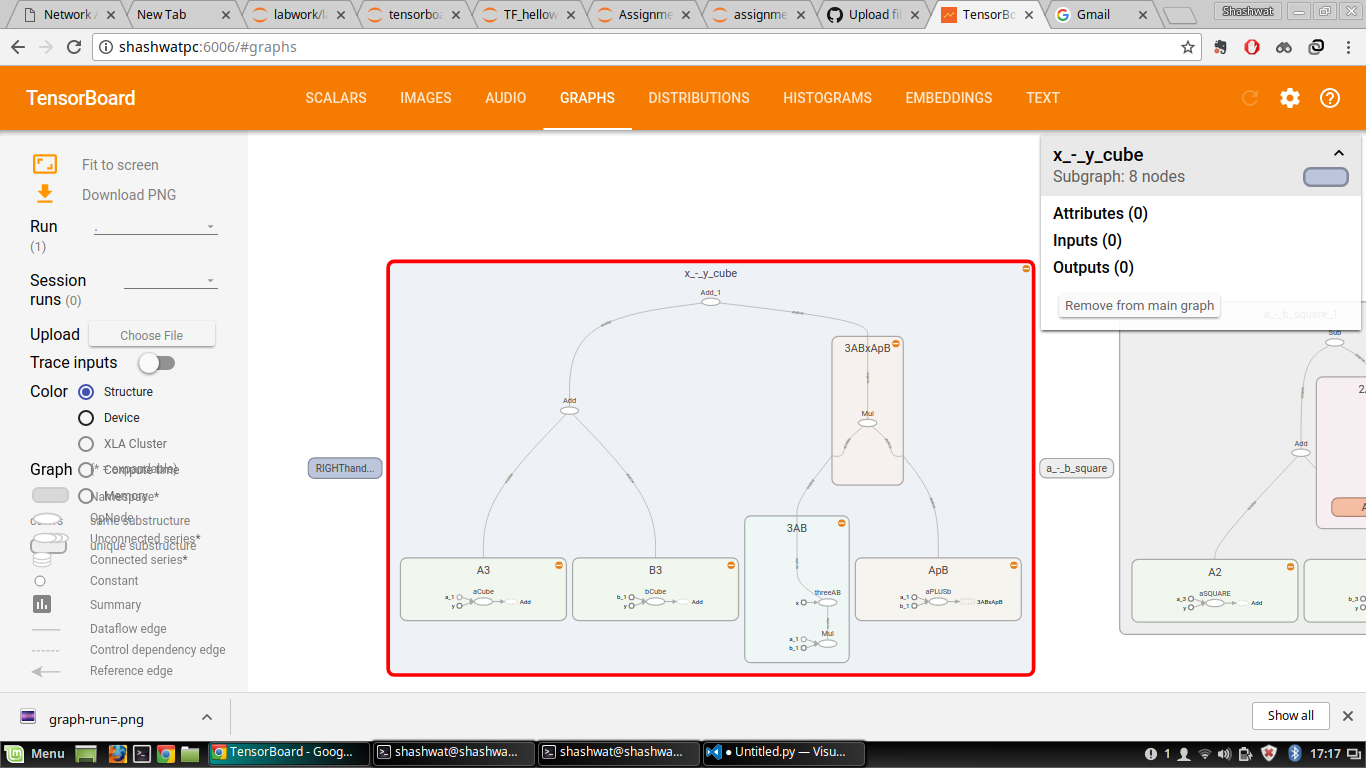 Network A
New Tab
labwork/la
tensorboa
TF_hellow
Assignme
assignme
Upload fil
TensorBo
Gmail
Shashwat
shashwatpc:6006/#graphs
TensorBoard
SCALARS IMAGES AUDIO GRAPHS DISTRIBUTIONS HISTOGRAMS EMBEDDINGS TEXT
Fit to screen
Download PNG
Run
(1)
.
Session
runs (0)
Upload Choose File
Trace inputs
Color Structure
Device
XLA Cluster
Compute time
Memory
colors same substructure
unique substructure
Graph (* = expandable)
Namespace*
OpNode
Unconnected series*
Connected series*
Constant
Summary
Dataflow edge
Control dependency edge
Reference edge
RIGHThand...
x_-_y_cube
Add_1
3ABxApB
Mul
Add
A3
aCube
a_1
y
Add
B3
bCube
b_1
y
Add
3AB
threeAB
x
Mul
a_1
b_1
ApB
aPLUSb
a_1
b_1
3ABxApB
a_-_b_square
a_-_b_square_1
Sub
Add
2
A
A2
aSQUARE
a_3
y
Add
b_3
y
x_-_y_cube
Subgraph: 8 nodes
Attributes (0)
Inputs (0)
Outputs (0)
Remove from main graph
graph-run=.png
Show all
Menu
TensorBoard - Goog...
shashwat@shashwa...
shashwat@shashwa...
● Untitled.py — Visu...
1
17:17